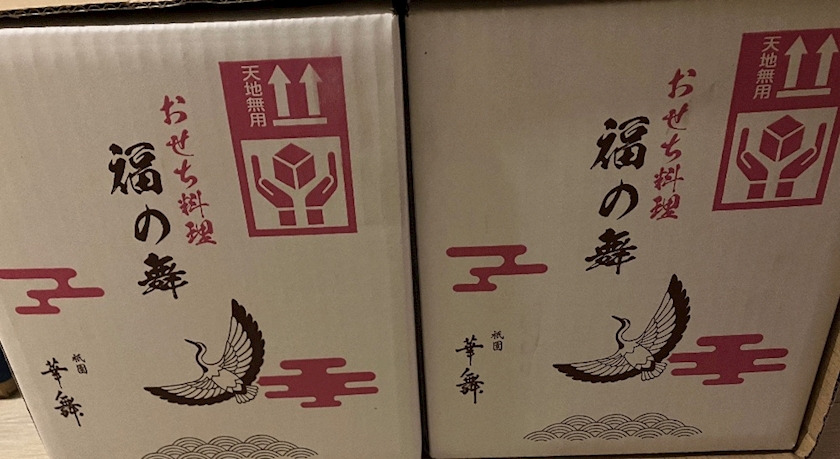 天地無用
おせち料理
福の舞
祇園
華舞
天地無用
おせち料理
福の舞
祇園
華舞